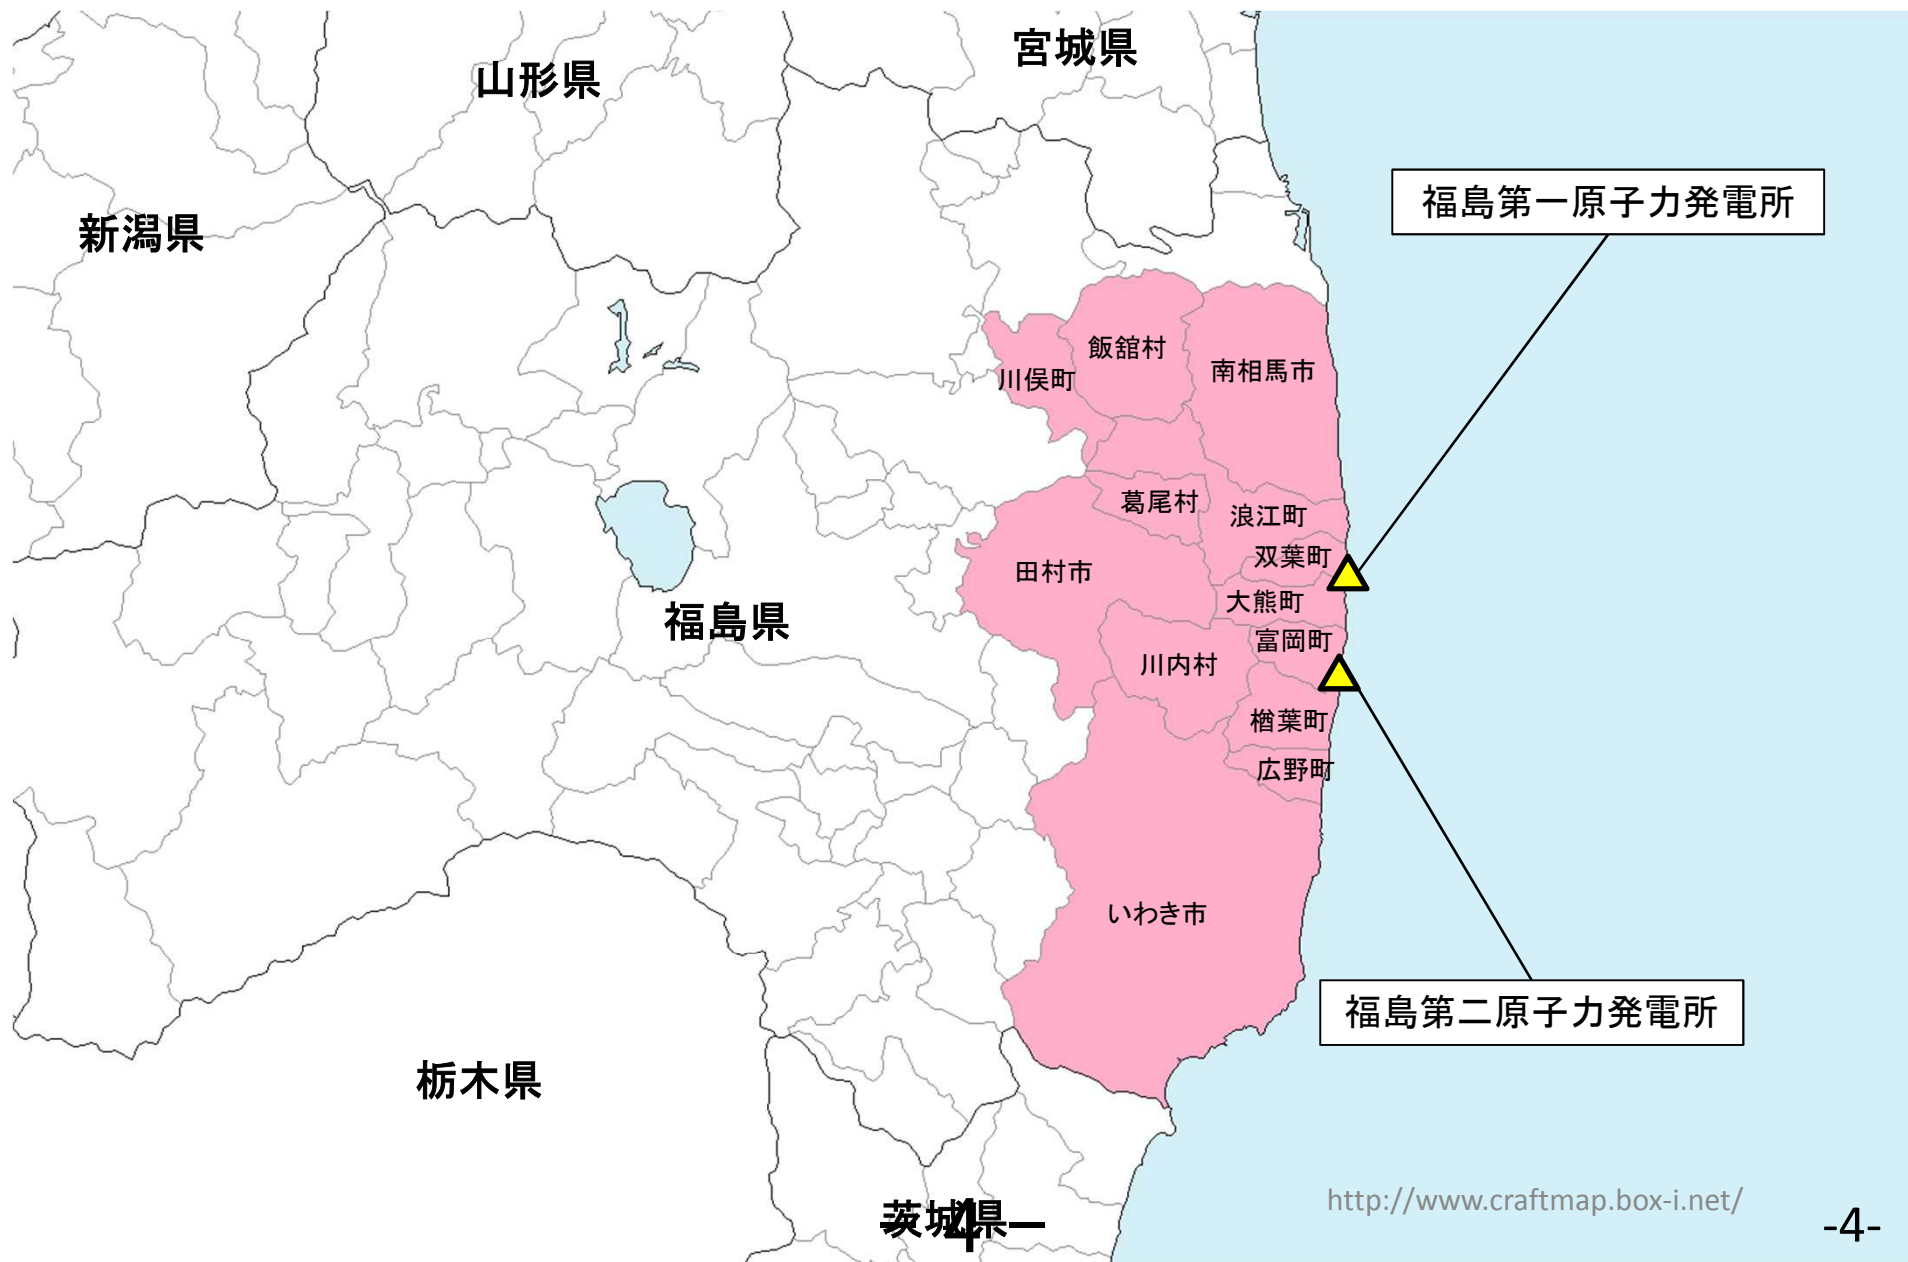 宮城県
山形県
福島第一原子力発電所
新潟県
飯舘村
南相馬市
川俣町
葛尾村
浪江町
双葉町
田村市
大熊町
福島県
富岡町
川内村
楢葉町
広野町
いわき市
福島第二原子力発電所
栃木県
http://www.craftmap.box-i.net/
茨城県
－4－
-4-